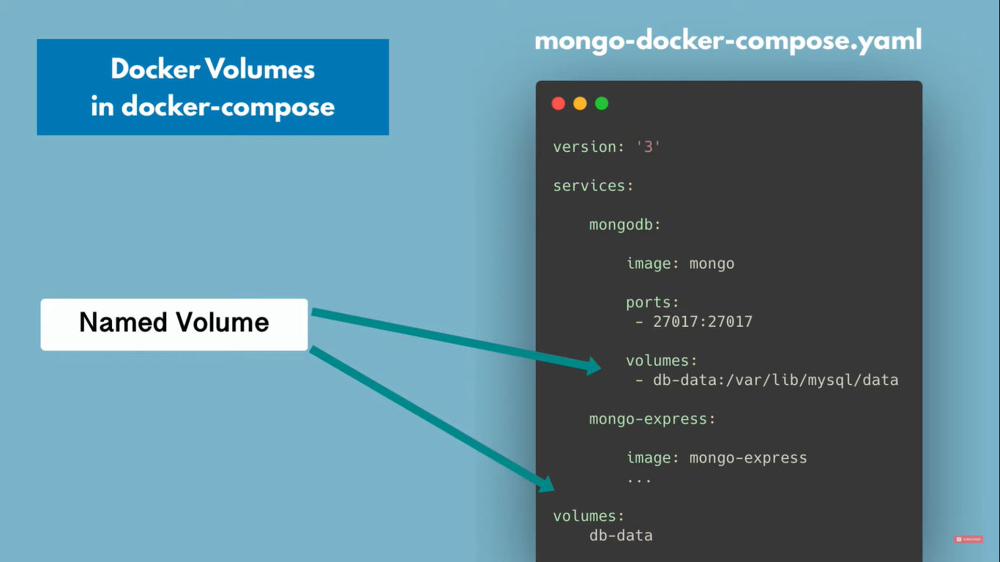 Docker Volumes
in docker-compose
mongo-docker-compose.yaml
Named Volume
version: '3'
services:
mongodb:
image: mongo
ports:
- 27017:27017
volumes:
- db-data:/var/lib/mysql/data
mongo-express:
image: mongo-express
...
volumes:
db-data
SUBSCRIBE